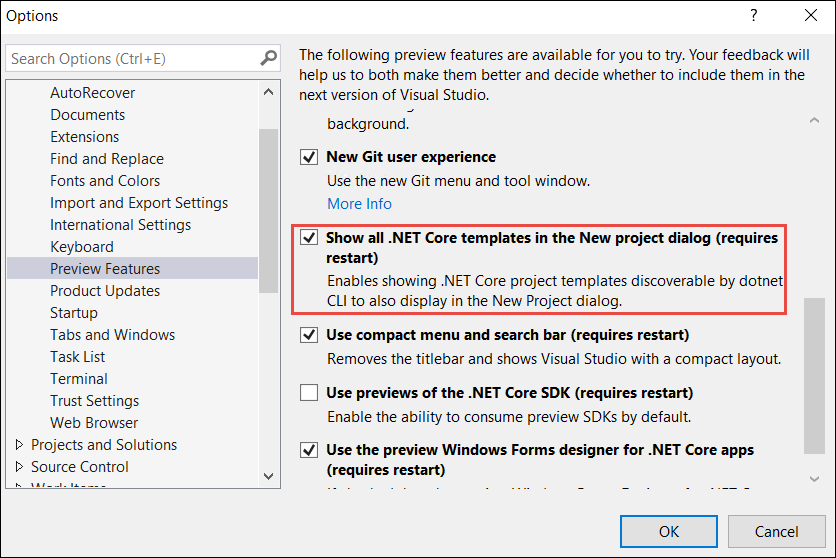 Options
?
Search Options (Ctrl+E)
AutoRecover
Documents
Extensions
Find and Replace
Fonts and Colors
Import and Export Settings
International Settings
Keyboard
Preview Features
Product Updates
Startup
Tabs and Windows
Task List
Terminal
Trust Settings
Web Browser
Projects and Solutions
Source Control
Work Items
The following preview features are available for you to try. Your feedback will
help us to both make them better and decide whether to include them in the
next version of Visual Studio.
background.
New Git user experience
Use the new Git menu and tool window.
More Info
Show all .NET Core templates in the New project dialog (requires
restart)
Enables showing .NET Core project templates discoverable by dotnet
CLI to also display in the New Project dialog.
Use compact menu and search bar (requires restart)
Removes the titlebar and shows Visual Studio with a compact layout.
Use previews of the .NET Core SDK (requires restart)
Enable the ability to consume preview SDKs by default.
Use the preview Windows Forms designer for .NET Core apps
(requires restart)
OK
Cancel